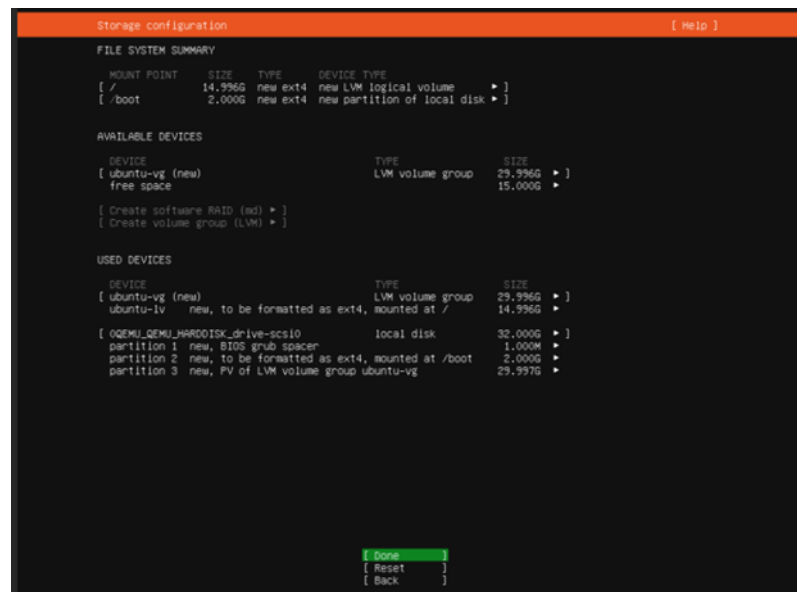 Storage configuration [ Help ]
FILE SYSTEM SUMMARY
MOUNT POINT SIZE TYPE DEVICE TYPE
[ / 14.996G new ext4 new LVM logical volume ▸ ]
[ /boot 2.000G new ext4 new partition of local disk ▸ ]
AVAILABLE DEVICES
DEVICE TYPE SIZE
[ ubuntu-vg (new) LVM volume group 29.996G ▸ ]
free space 15.000G ▸
[ Create software RAID (md) ▸ ]
[ Create volume group (LVM) ▸ ]
USED DEVICES
DEVICE TYPE SIZE
[ ubuntu-vg (new) LVM volume group 29.996G ▸ ]
ubuntu-lv new, to be formatted as ext4, mounted at / 14.996G ▸
[ 0QEMU_QEMU_HARDDISK_drive-scsi0 local disk 32.000G ▸ ]
partition 1 new, BIOS grub spacer 1.000M ▸
partition 2 new, to be formatted as ext4, mounted at /boot 2.000G ▸
partition 3 new, PV of LVM volume group ubuntu-vg 29.997G ▸
[ Done ]
[ Reset ]
[ Back ]